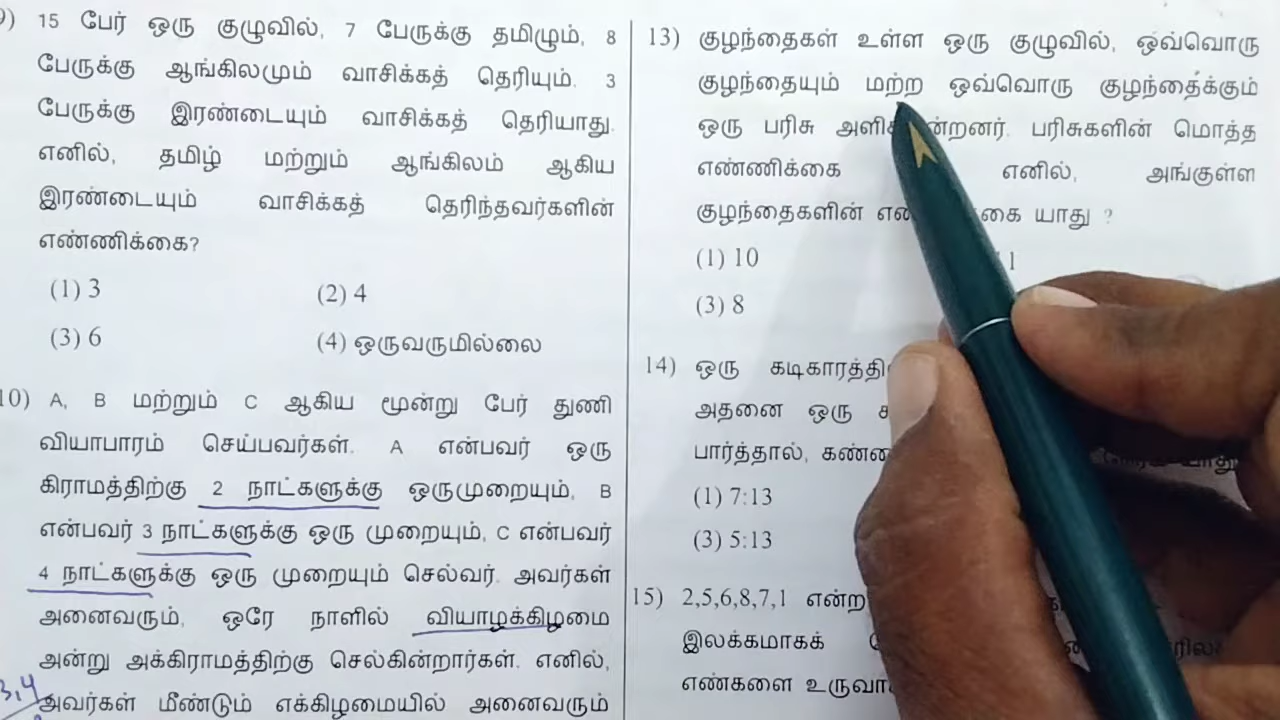 9) 15 பேர் ஒரு குழுவில், 7 பேருக்கு தமிழும், 8
பேருக்கு ஆங்கிலமும் வாசிக்கத் தெரியும். 3
பேருக்கு இரண்டையும் வாசிக்கத் தெரியாது.
எனில், தமிழ் மற்றும் ஆங்கிலம் ஆகிய
இரண்டையும் வாசிக்கத் தெரிந்தவர்களின்
எண்ணிக்கை?
(1) 3 (2) 4
(3) 6 (4) ஒருவருமில்லை
10) A, B மற்றும் C ஆகிய மூன்று பேர் துணி
வியாபாரம் செய்பவர்கள். A என்பவர் ஒரு
கிராமத்திற்கு 2 நாட்களுக்கு ஒருமுறையும், B
என்பவர் 3 நாட்களுக்கு ஒரு முறையும், C என்பவர்
4 நாட்களுக்கு ஒரு முறையும் செல்வர். அவர்கள்
அனைவரும், ஒரே நாளில் வியாழக்கிழமை
அன்று அக்கிராமத்திற்கு செல்கின்றார்கள். எனில்,
3,4
அவர்கள் மீண்டும் எக்கிழமையில் அனைவரும்
13) குழந்தைகள் உள்ள ஒரு குழுவில், ஒவ்வொரு
குழந்தையும் மற்ற ஒவ்வொரு குழந்தைக்கும்
ஒரு பரிசு பரிசுகளின் மொத்த
எண்ணிக்கை எனில், அங்குள்ள
குழந்தைகளின் யாது ?
(1) 10
(3) 8
14) ஒரு
அதனை ஒரு
பார்த்தால்,
(1) 7:13
(3) 5:13
15) 2,5,6,8,7,1 என்ற
இலக்கமாகக்
எண்களை